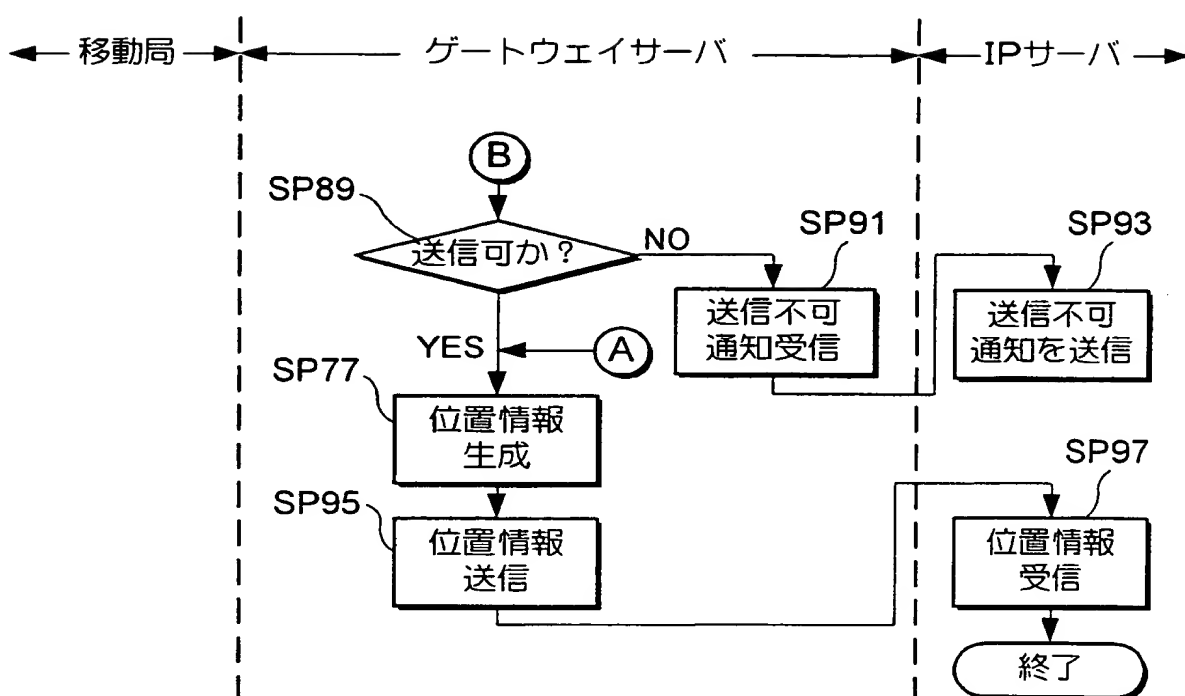 移動局
ゲートウェイサーバ
IPサーバ
B
SP89
送信可か？
NO
SP91
送信不可
通知受信
SP93
送信不可
通知を送信
YES
A
SP77
位置情報
生成
SP95
位置情報
送信
SP97
位置情報
受信
終了